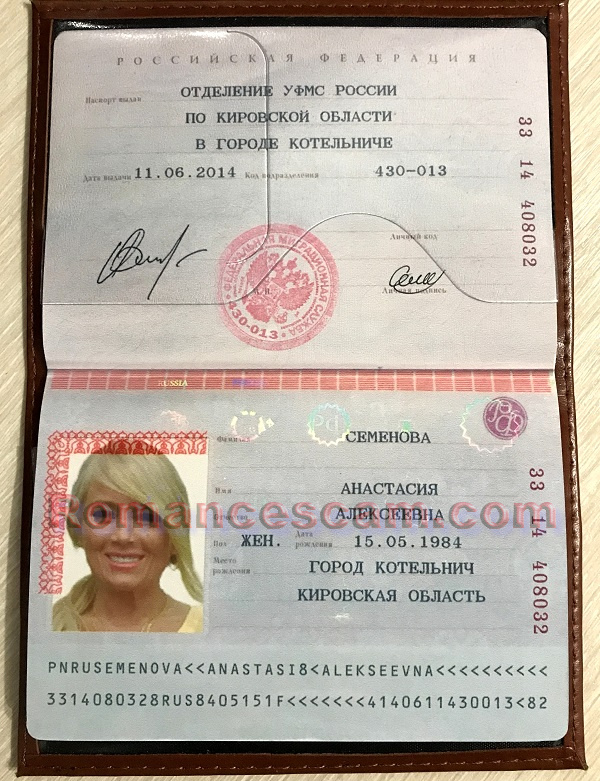 РОССИЙСКАЯ ФЕДЕРАЦИЯ
Паспорт выдан ОТДЕЛЕНИЕ УФМС РОССИИ
ПО КИРОВСКОЙ ОБЛАСТИ
В ГОРОДЕ КОТЕЛЬНИЧЕ
Дата выдачи 11.06.2014 Код подразделения 430-013
33 14 408032
Личный код
ФЕДЕРАЛЬНАЯ МИГРАЦИОННАЯ СЛУЖБА
430-013
М.П.
Личная подпись
RUSSIA
Фамилия СЕМЕНОВА
Имя АНАСТАСИЯ
Отчество АЛЕКСЕЕВНА
Romancescam.com
Пол ЖЕН. Дата рождения 15.05.1984
Место рождения ГОРОД КОТЕЛЬНИЧ
КИРОВСКАЯ ОБЛАСТЬ
33 14 408032
PNRUSEMENOVA<<ANASTASI8<ALEKSEEVNA<<<<<<<<<<
3314080328RUS8405151F<<<<<<<4140611430013<82